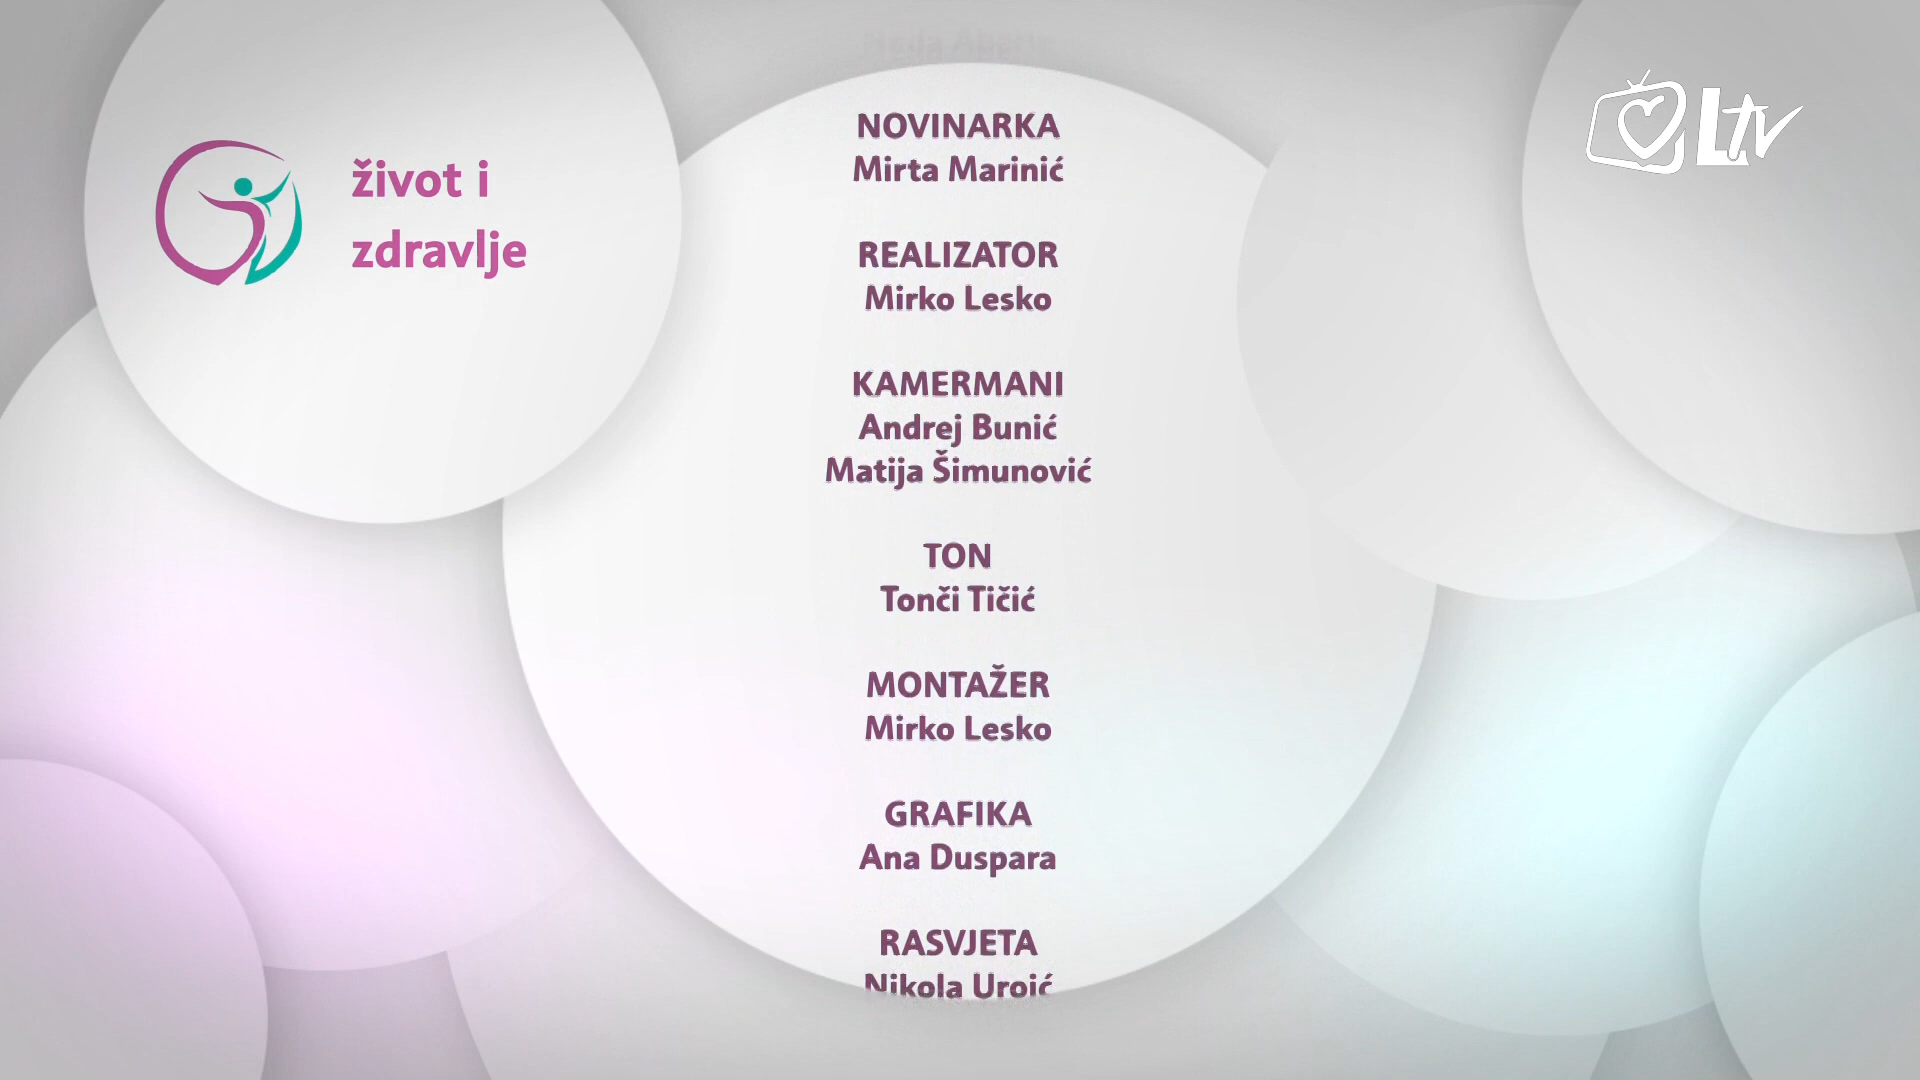 život i
zdravlje
NOVINARKA
Mirta Marinić
REALIZATOR
Mirko Lesko
KAMERMANI
Andrej Bunić
Matija Šimunović
TON
Tonči Tičić
MONTAŽER
Mirko Lesko
GRAFIKA
Ana Duspara
RASVJETA
Nikola Uroić
Ltv